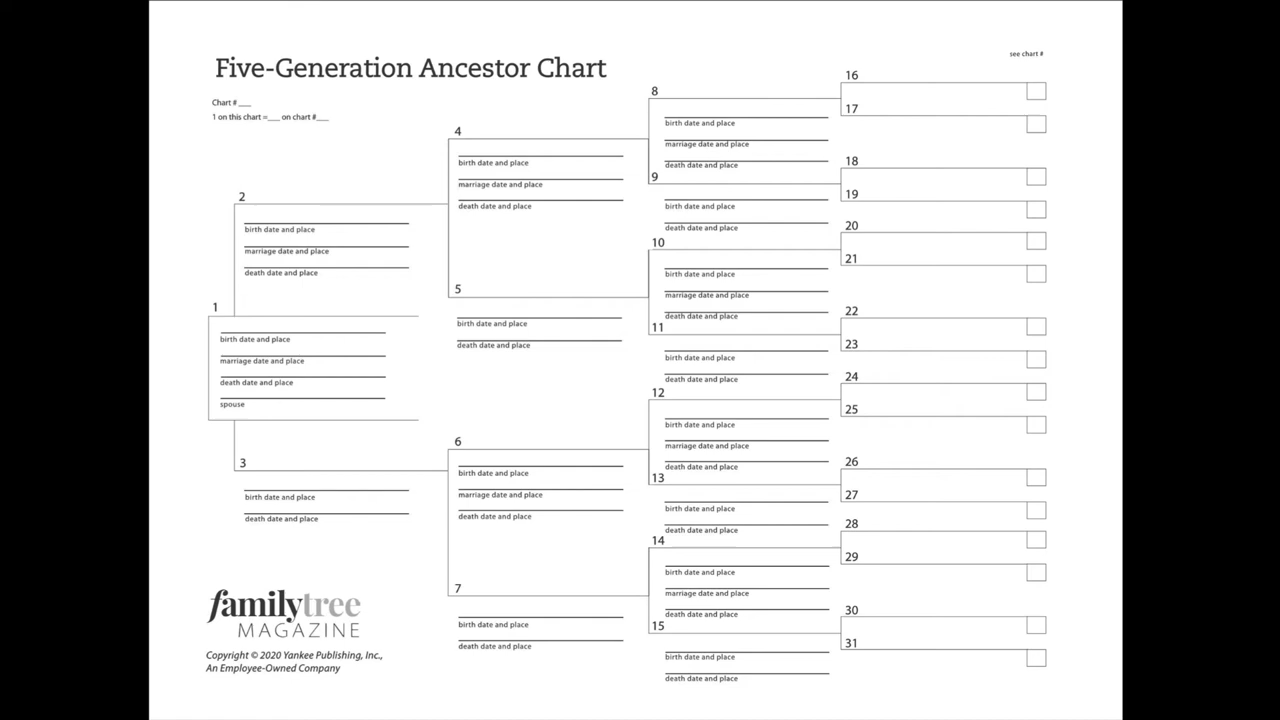 Five-Generation Ancestor Chart
see chart #
Chart # ___
1 on this chart =___ on chart #___
1
birth date and place
marriage date and place
death date and place
spouse
2
birth date and place
marriage date and place
death date and place
3
birth date and place
death date and place
4
birth date and place
marriage date and place
death date and place
5
birth date and place
death date and place
6
birth date and place
marriage date and place
death date and place
7
birth date and place
death date and place
8
birth date and place
marriage date and place
death date and place
9
birth date and place
death date and place
10
birth date and place
marriage date and place
death date and place
11
birth date and place
death date and place
12
birth date and place
marriage date and place
death date and place
13
birth date and place
death date and place
14
birth date and place
marriage date and place
death date and place
15
birth date and place
death date and place
16
17
18
19
20
21
22
23
24
25
26
27
28
29
30
31
familytree
MAGAZINE
Copyright © 2020 Yankee Publishing, Inc.,
An Employee-Owned Company